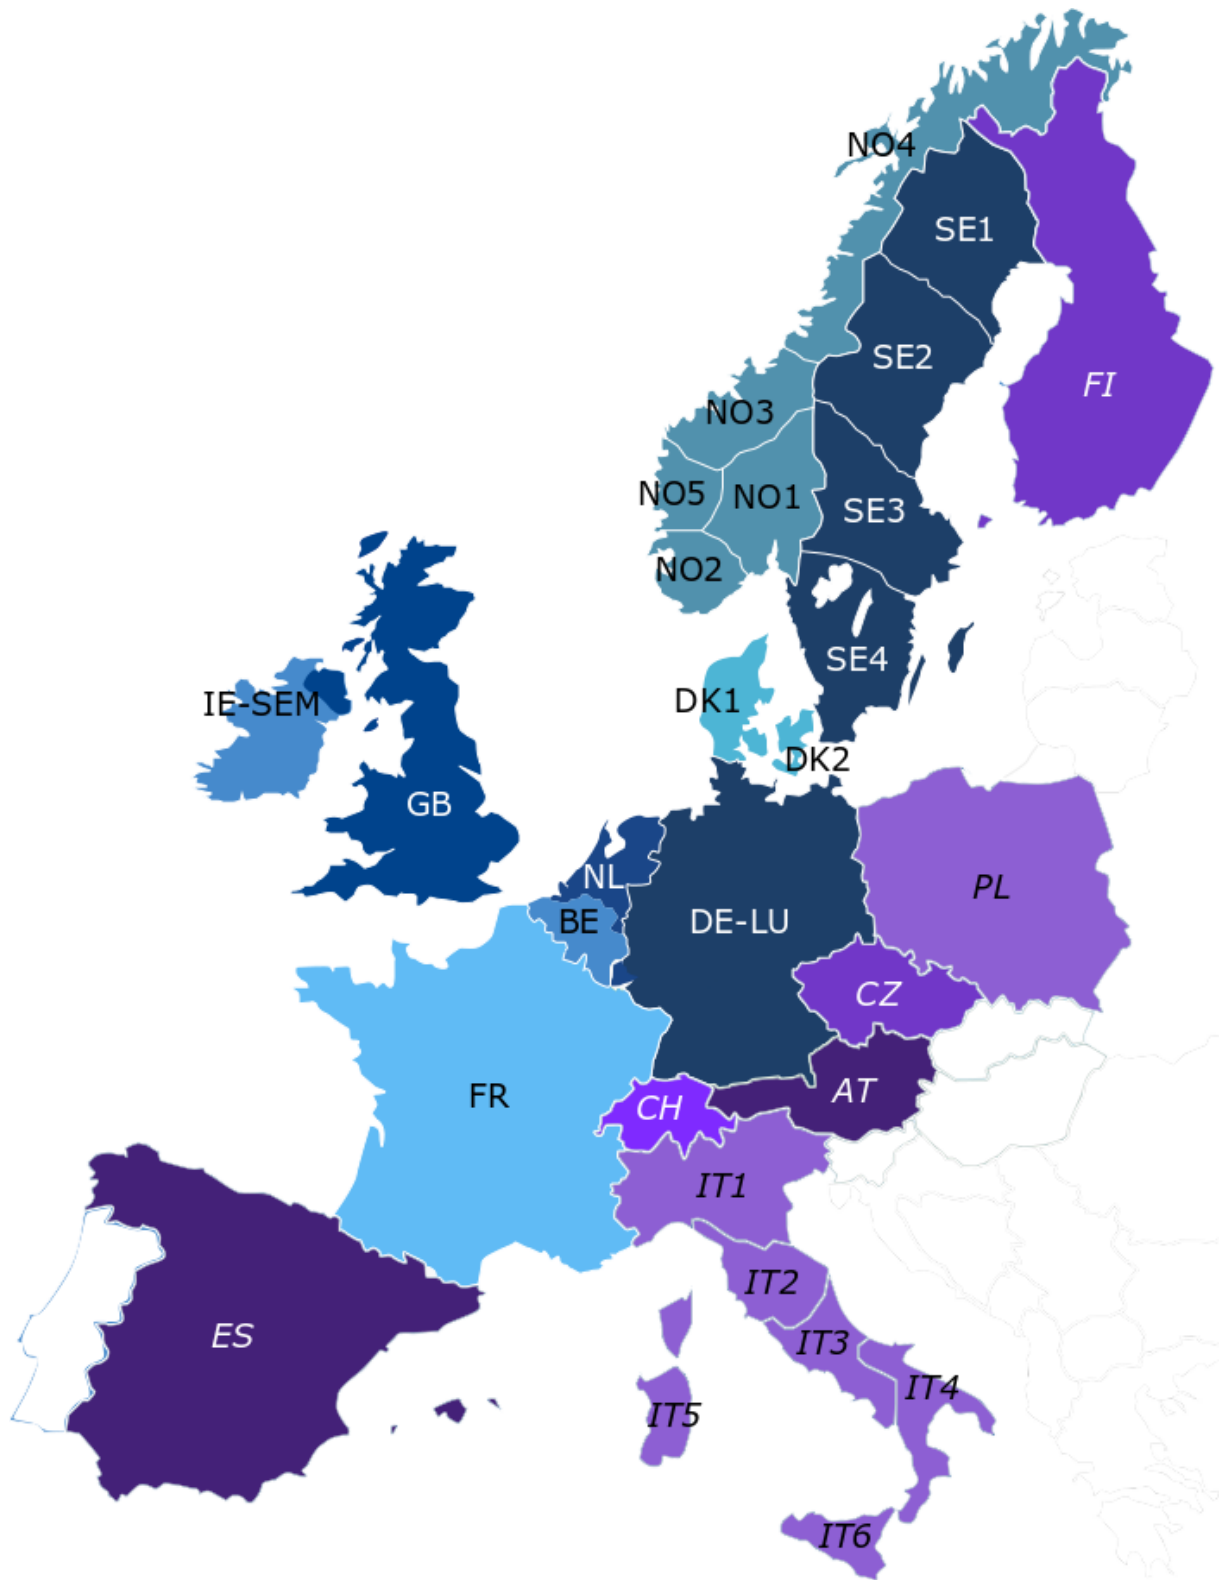 NO4
SE1
SE2
FI
NO3
NO5
NO1
SE3
NO2
SE4
IE-SEM
DK1
DK2
GB
NL
PL
BE
DE-LU
CZ
FR
CH
AT
IT1
IT2
ES
IT3
IT4
IT5
IT6